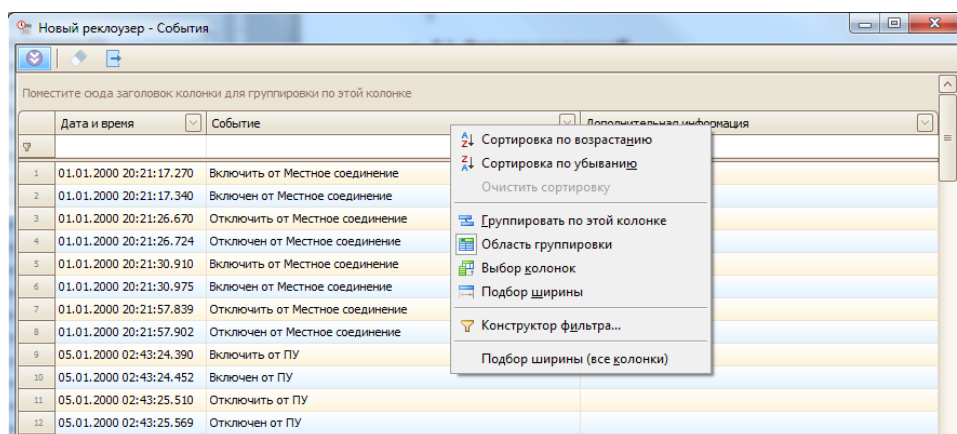 Новый реклоузер - События
Поместите сюда заголовок колонки для группировки по этой колонке
Дата и время Событие Дополнительная информация
1 01.01.2000 20:21:17.270 Включить от Местное соединение
2 01.01.2000 20:21:17.340 Включен от Местное соединение
3 01.01.2000 20:21:26.670 Отключить от Местное соединение
4 01.01.2000 20:21:26.724 Отключен от Местное соединение
5 01.01.2000 20:21:30.910 Включить от Местное соединение
6 01.01.2000 20:21:30.975 Включен от Местное соединение
7 01.01.2000 20:21:57.839 Отключить от Местное соединение
8 01.01.2000 20:21:57.902 Отключен от Местное соединение
9 05.01.2000 02:43:24.390 Включить от ПУ
10 05.01.2000 02:43:24.452 Включен от ПУ
11 05.01.2000 02:43:25.510 Отключить от ПУ
12 05.01.2000 02:43:25.569 Отключен от ПУ
Сортировка по возрастанию
Сортировка по убыванию
Очистить сортировку
Группировать по этой колонке
Область группировки
Выбор колонок
Подбор ширины
Конструктор фильтра...
Подбор ширины (все колонки)